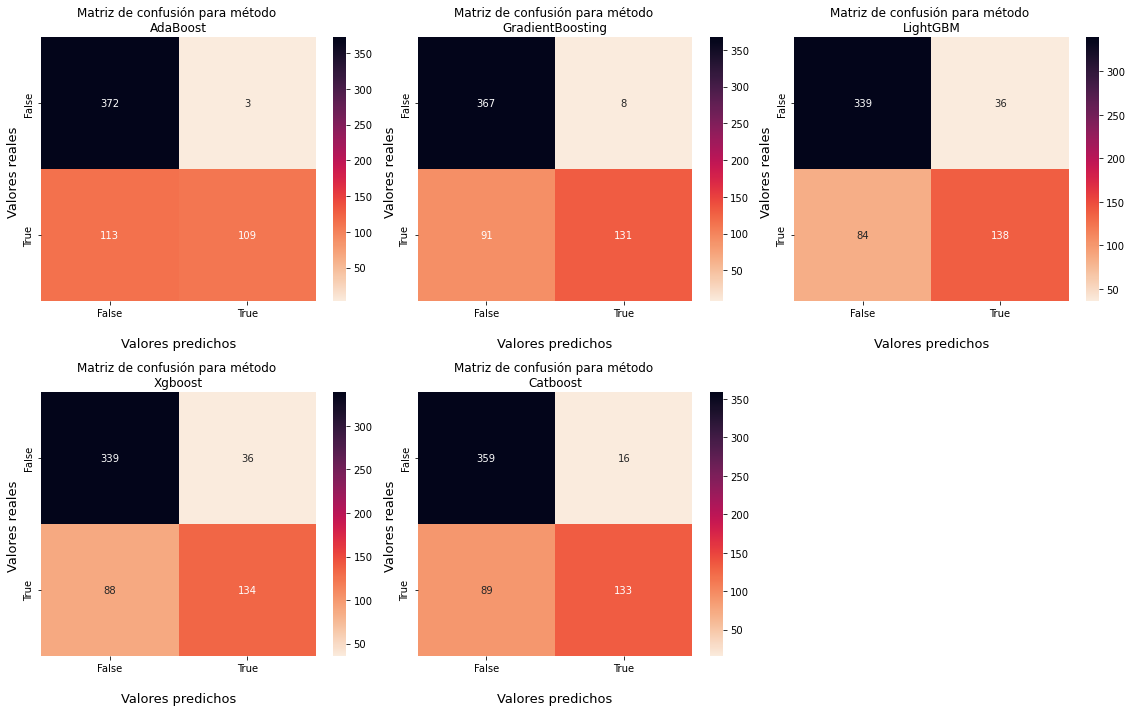 Matriz de confusión para método
AdaBoost
Valores reales
False
True
372
3
113
109
False
True
Valores predichos
350
300
250
200
150
100
50
Matriz de confusión para método
GradientBoosting
Valores reales
False
True
367
8
91
131
False
True
Valores predichos
350
300
250
200
150
100
50
Matriz de confusión para método
LightGBM
Valores reales
False
True
339
36
84
138
False
True
Valores predichos
300
250
200
150
100
50
Matriz de confusión para método
Xgboost
Valores reales
False
True
339
36
88
134
False
True
Valores predichos
300
250
200
150
100
50
Matriz de confusión para método
Catboost
Valores reales
False
True
359
16
89
133
False
True
Valores predichos
350
300
250
200
150
100
50